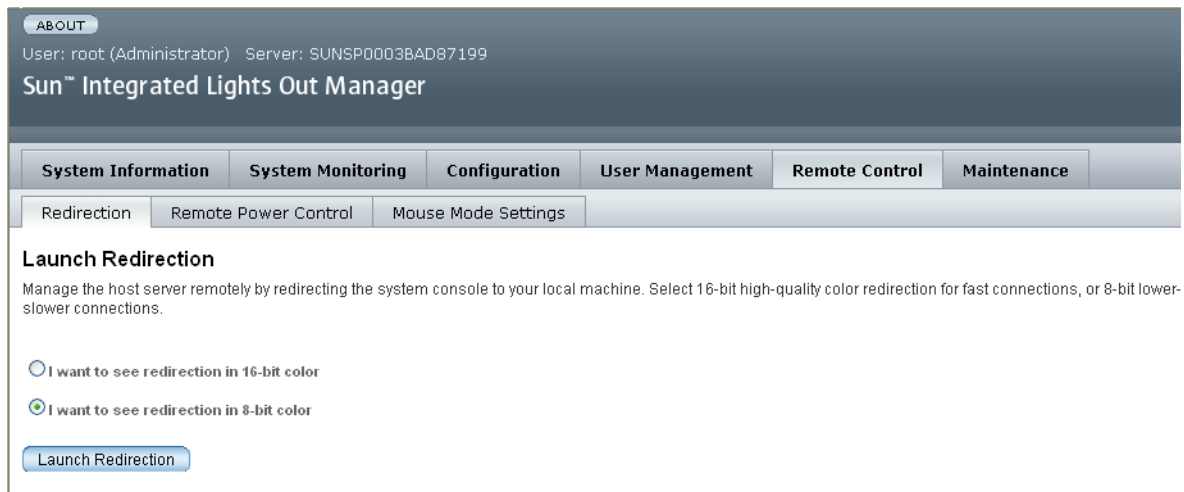 ABOUT
User: root (Administrator) Server: SUNSP0003BAD87199
Sun™ Integrated Lights Out Manager
System Information System Monitoring Configuration User Management Remote Control Maintenance
Redirection Remote Power Control Mouse Mode Settings
Launch Redirection
Manage the host server remotely by redirecting the system console to your local machine. Select 16-bit high-quality color redirection for fast connections, or 8-bit lower-
slower connections.
I want to see redirection in 16-bit color
I want to see redirection in 8-bit color
Launch Redirection